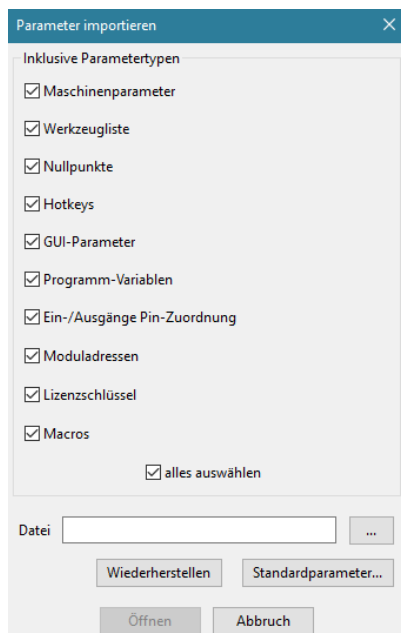 Parameter importieren
Inklusive Parametertypen
Maschinenparameter
Werkzeugliste
Nullpunkte
Hotkeys
GUI-Parameter
Programm-Variablen
Ein-/Ausgänge Pin-Zuordnung
Moduladressen
Lizenzschlüssel
Macros
alles auswählen
Datei ...
Wiederherstellen Standardparameter...
Öffnen Abbruch